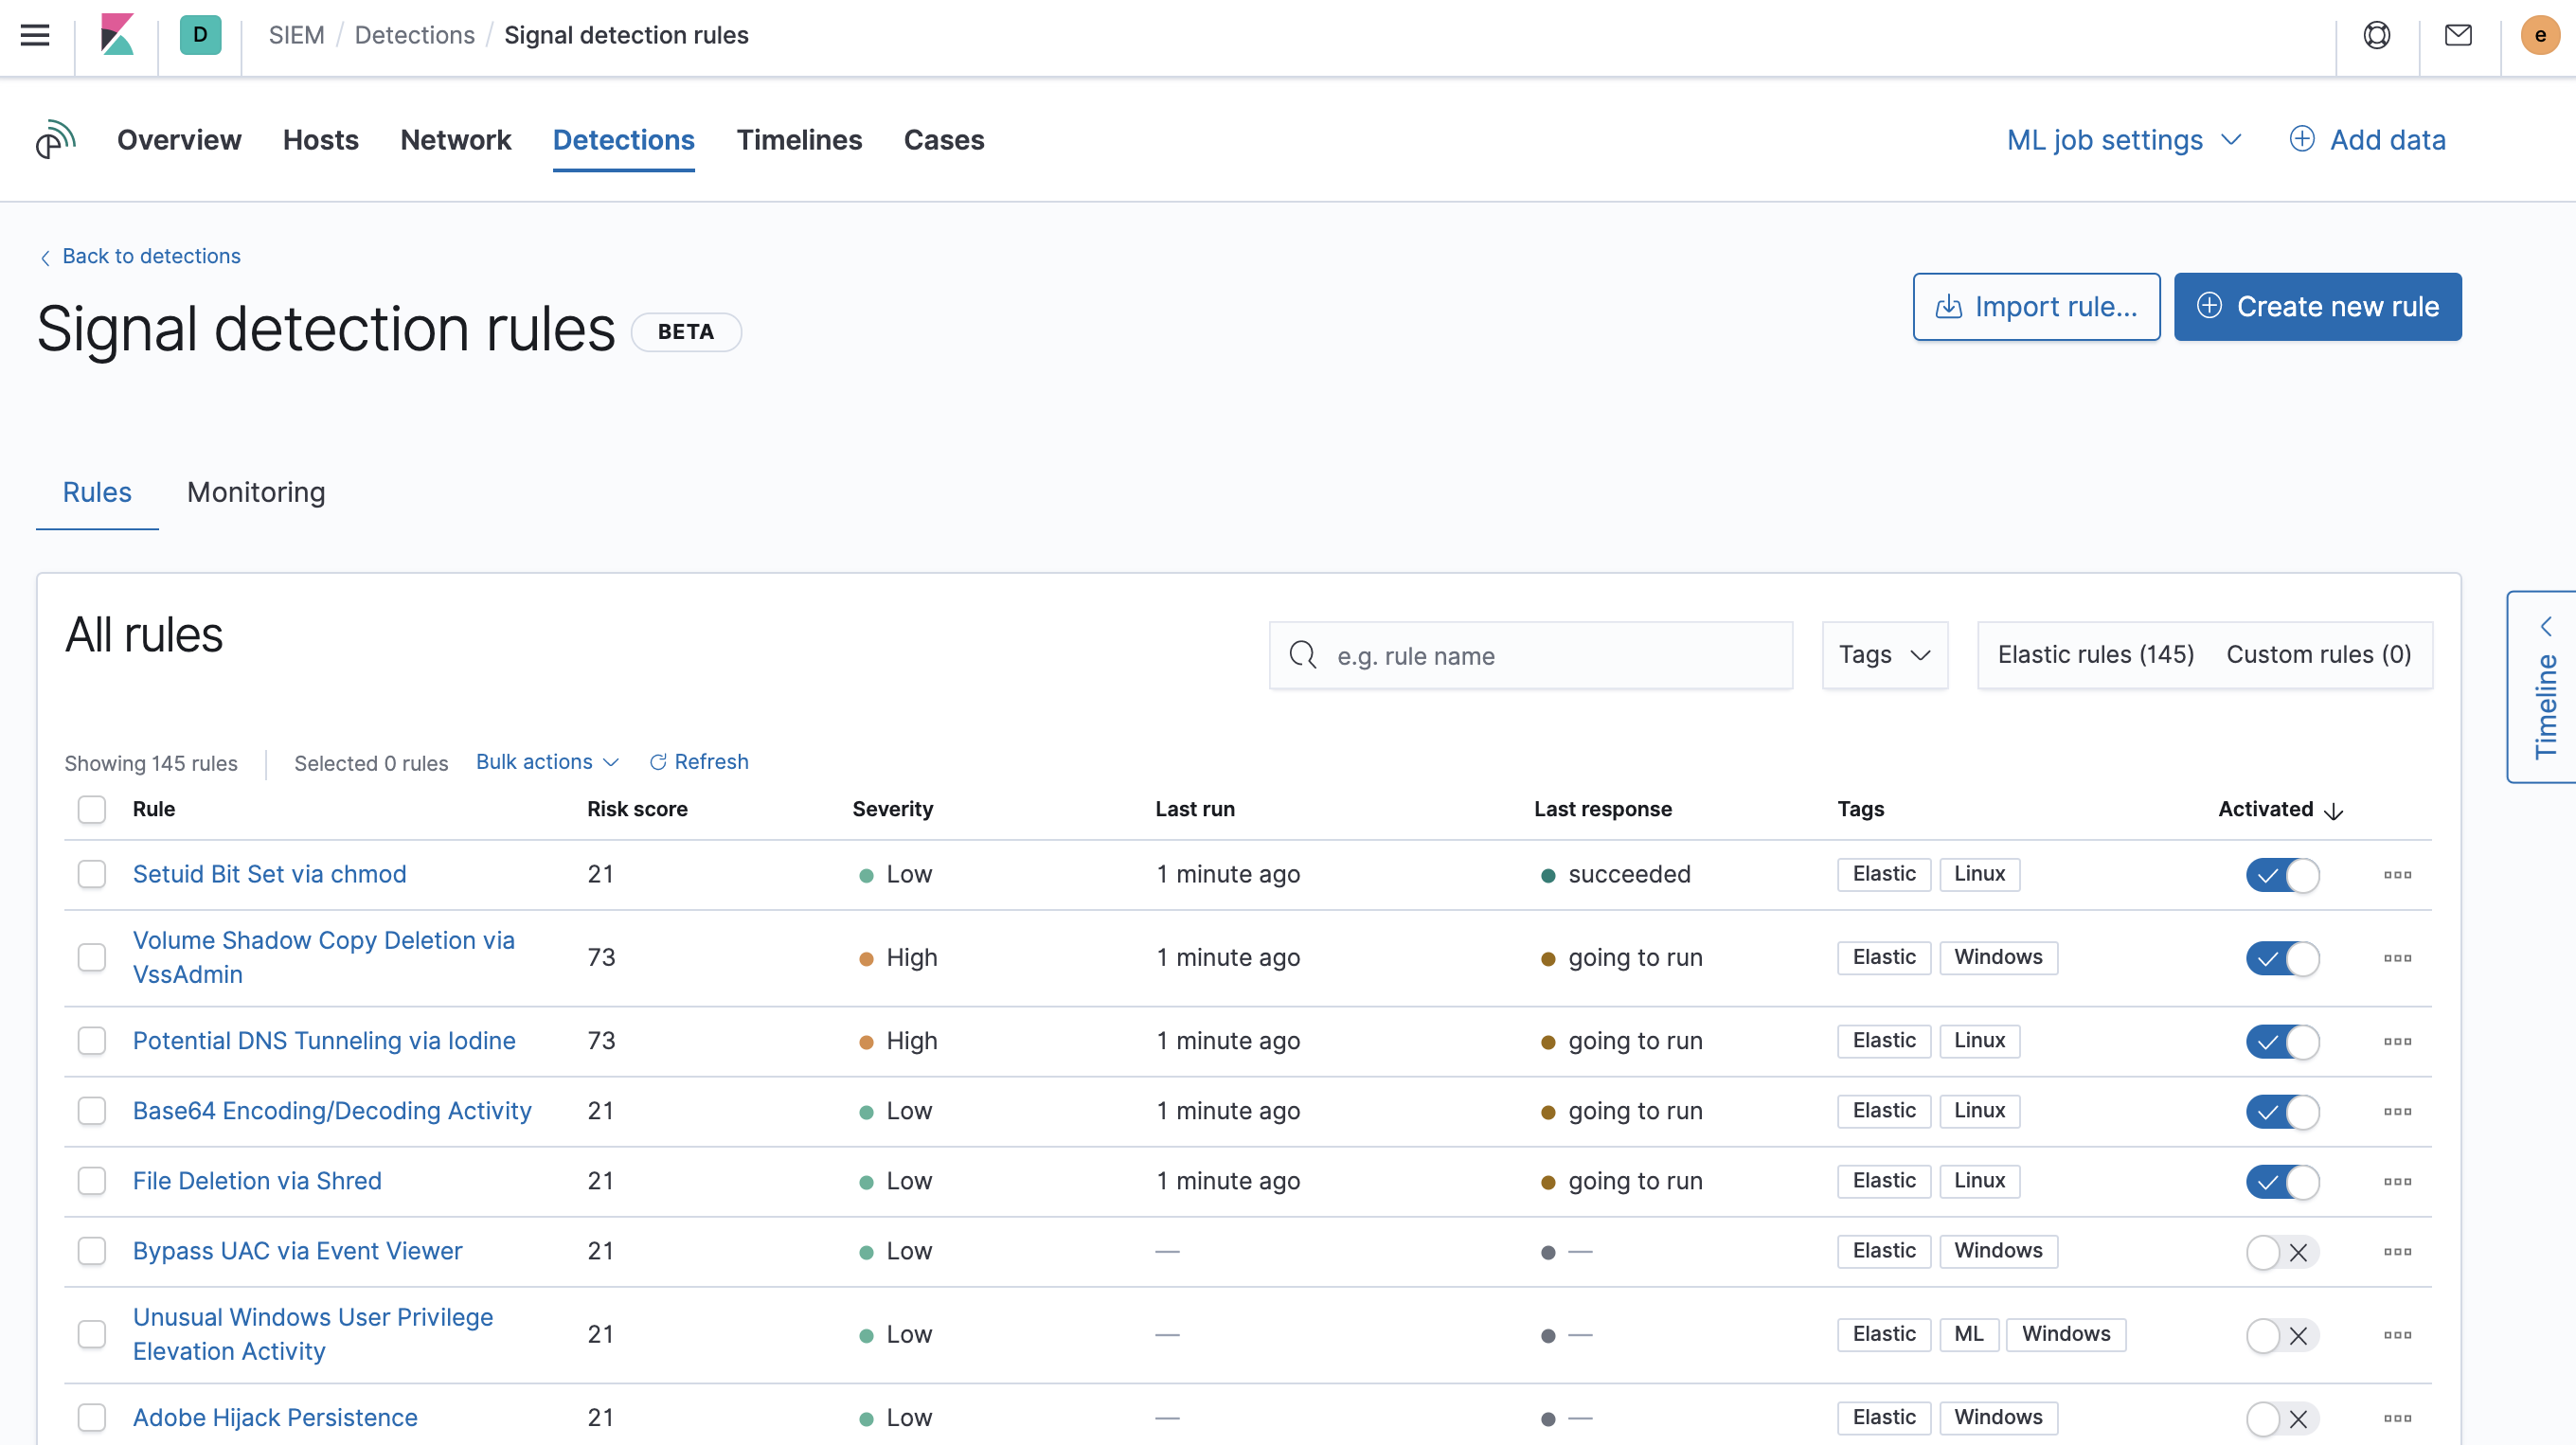 D SIEM / Detections / Signal detection rules e
Overview Hosts Network Detections Timelines Cases ML job settings Add data
Back to detections
Signal detection rules BETA
Import rule... Create new rule
Rules Monitoring
All rules
e.g. rule name Tags Elastic rules (145) Custom rules (0)
Timeline
Showing 145 rules Selected 0 rules Bulk actions Refresh
Rule Risk score Severity Last run Last response Tags Activated
Setuid Bit Set via chmod 21 Low 1 minute ago succeeded Elastic Linux
Volume Shadow Copy Deletion via
VssAdmin 73 High 1 minute ago going to run Elastic Windows
Potential DNS Tunneling via Iodine 73 High 1 minute ago going to run Elastic Linux
Base64 Encoding/Decoding Activity 21 Low 1 minute ago going to run Elastic Linux
File Deletion via Shred 21 Low 1 minute ago going to run Elastic Linux
Bypass UAC via Event Viewer 21 Low — — Elastic Windows
Unusual Windows User Privilege
Elevation Activity 21 Low — — Elastic ML Windows
Adobe Hijack Persistence 21 Low — — Elastic Windows